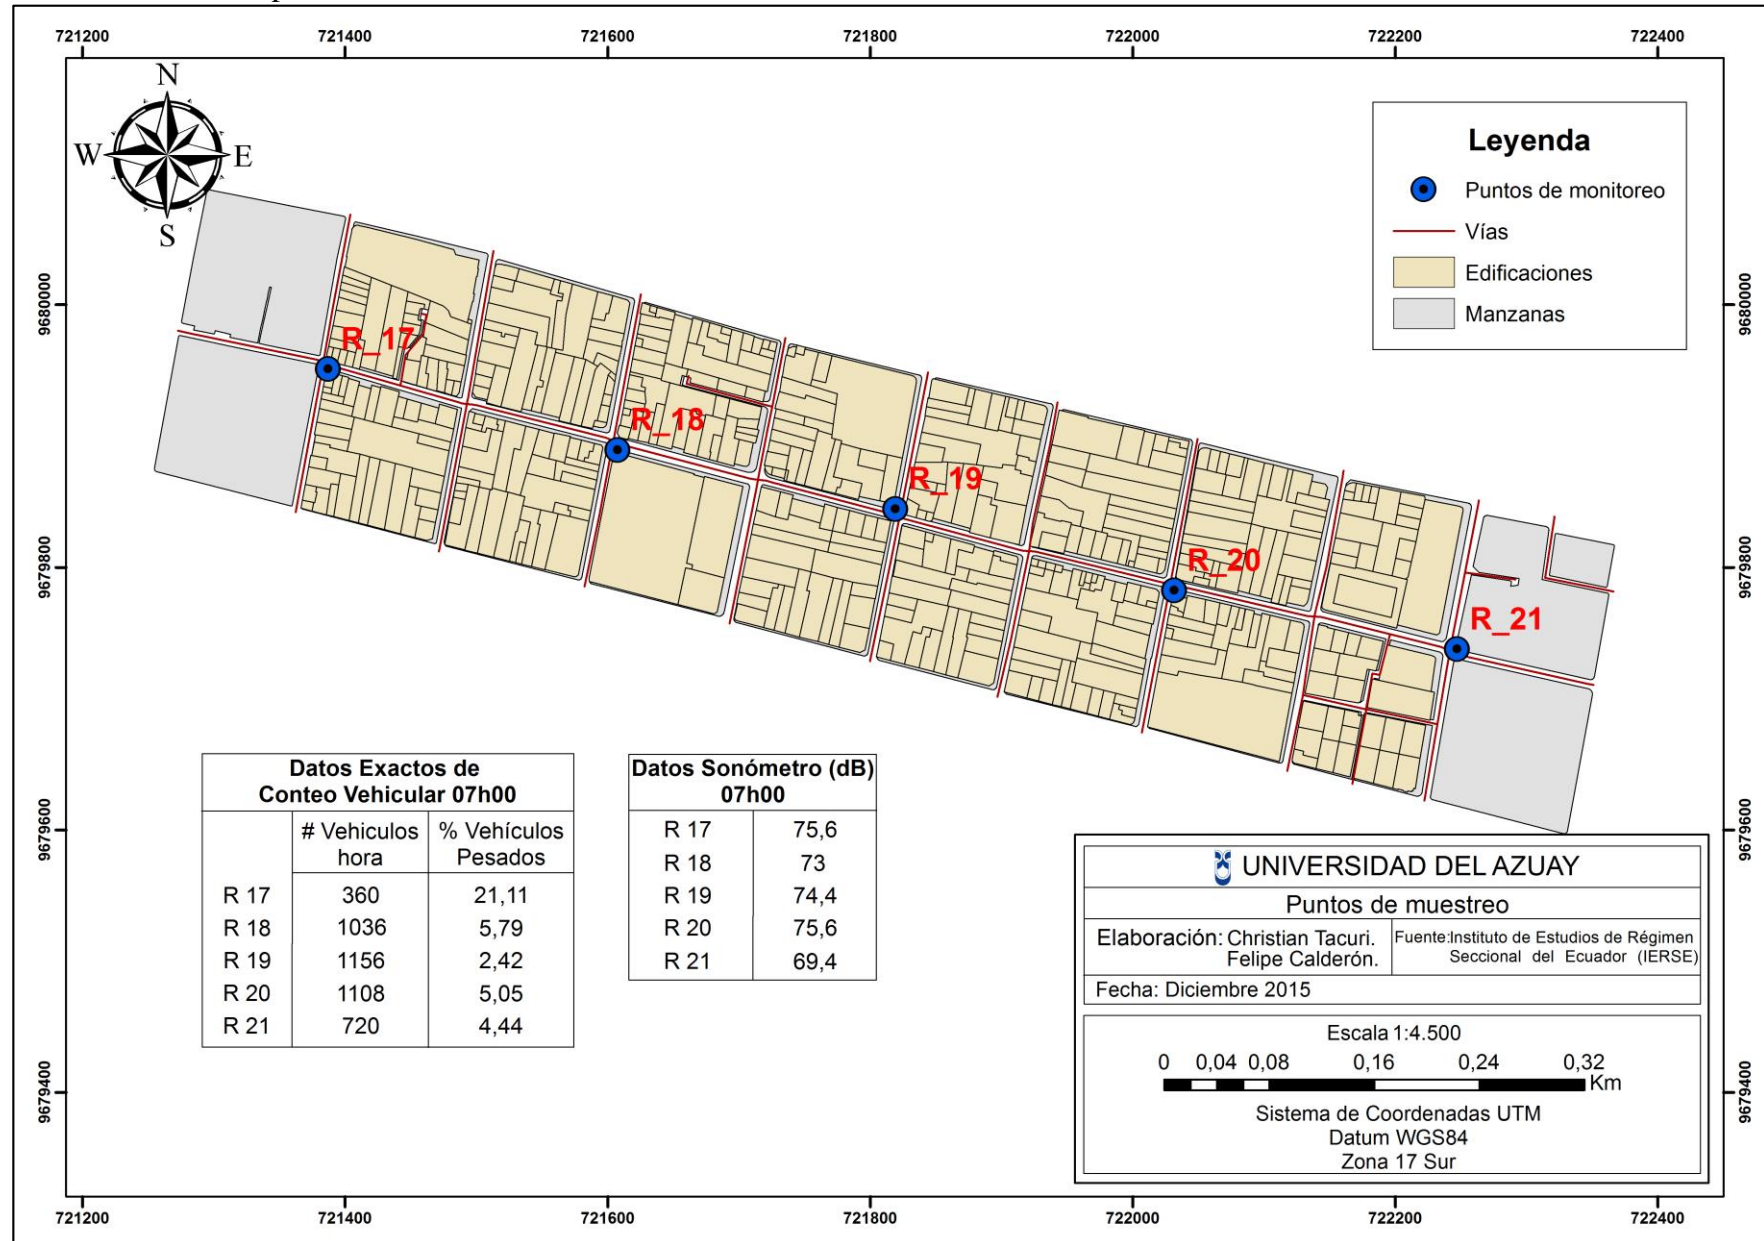 721200 721400 721600 721800 722000 722200 722400
N
W E
S
Leyenda
Puntos de monitoreo
Vías
Edificaciones
Manzanas
9680000 9680000
R_17
R_18
R_19
R_20
R_21
9679800 9679800
Datos Exactos de
Conteo Vehicular 07h00
# Vehiculos % Vehículos
hora Pesados
R 17 360 21,11
R 18 1036 5,79
R 19 1156 2,42
R 20 1108 5,05
R 21 720 4,44
Datos Sonómetro (dB)
07h00
R 17 75,6
R 18 73
R 19 74,4
R 20 75,6
R 21 69,4
9679600 9679600
UNIVERSIDAD DEL AZUAY
Puntos de muestreo
Elaboración: Christian Tacuri.
Felipe Calderón.
Fuente:Instituto de Estudios de Régimen
Seccional del Ecuador (IERSE)
Fecha: Diciembre 2015
Escala 1:4.500
0 0,04 0,08 0,16 0,24 0,32
Km
Sistema de Coordenadas UTM
Datum WGS84
Zona 17 Sur
9679400 9679400
721200 721400 721600 721800 722000 722200 722400